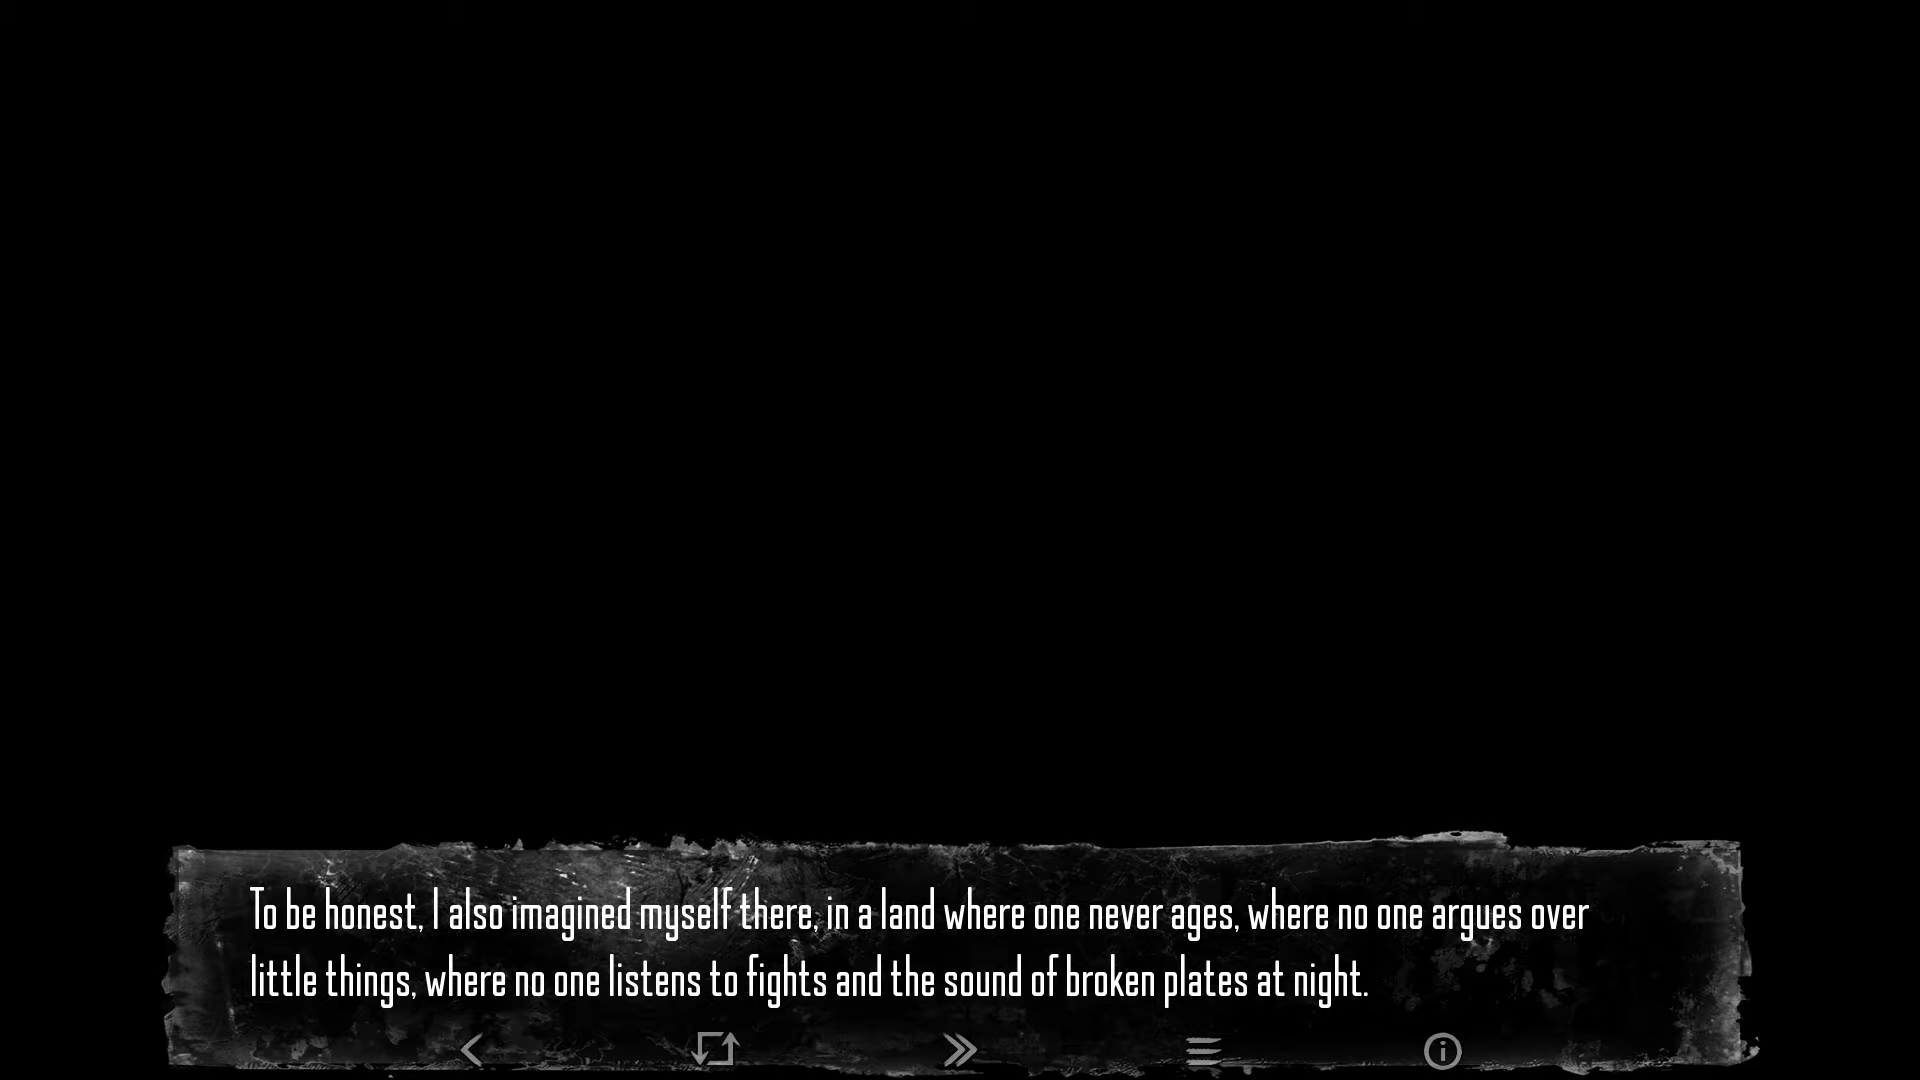 To be honest, I also imagined myself there, in a land where one never ages, where no one argues over
little things, where no one listens to fights and the sound of broken plates at night.